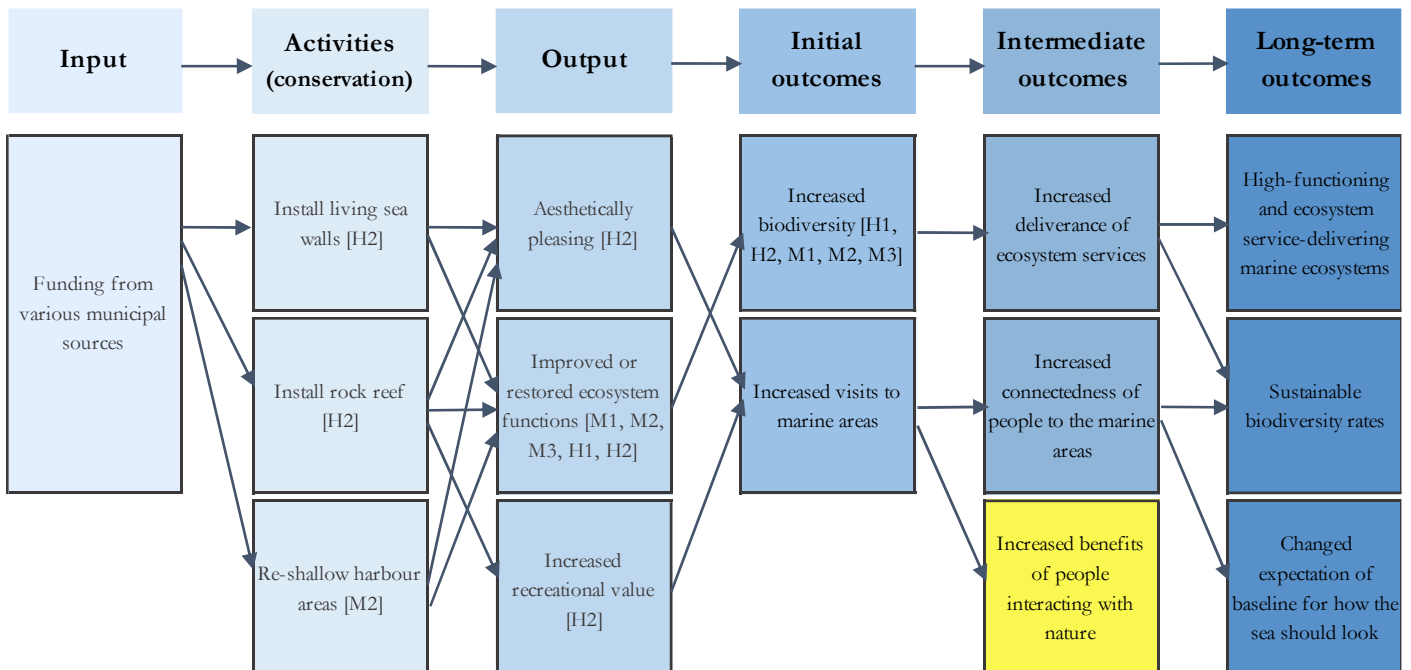 Input
Activities
(conservation)
Output
Initial
outcomes
Intermediate
outcomes
Long-term
outcomes
Funding from
various municipal
sources
Install living sea
walls [H2]
Install rock reef
[H2]
Re-shallow harbour
areas [M2]
Aesthetically
pleasing [H2]
Improved or
restored ecosystem
functions [M1, M2,
M3, H1, H2]
Increased
recreational value
[H2]
Increased
biodiversity [H1,
H2, M1, M2, M3]
Increased visits to
marine areas
Increased
deliverance of
ecosystem services
Increased
connectedness of
people to the marine
areas
Increased benefits
of people
interacting with
nature
High-functioning
and ecosystem
service-delivering
marine ecosystems
Sustainable
biodiversity rates
Changed
expectation of
baseline for how the
sea should look